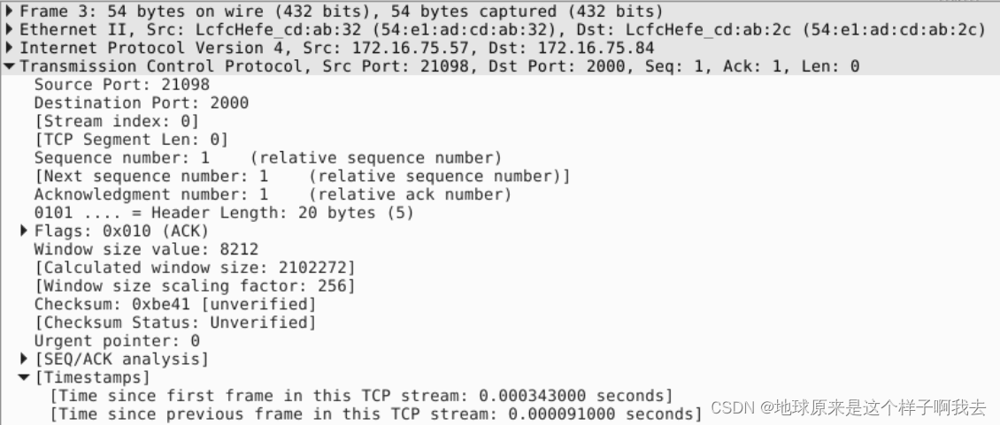 Frame 3: 54 bytes on wire (432 bits), 54 bytes captured (432 bits)
Ethernet II, Src: LcfcHefe_cd:ab:32 (54:e1:ad:cd:ab:32), Dst: LcfcHefe_cd:ab:2c (54:e1:ad:cd:ab:2c)
Internet Protocol Version 4, Src: 172.16.75.57, Dst: 172.16.75.84
Transmission Control Protocol, Src Port: 21098, Dst Port: 2000, Seq: 1, Ack: 1, Len: 0
Source Port: 21098
Destination Port: 2000
[Stream index: 0]
[TCP Segment Len: 0]
Sequence number: 1    (relative sequence number)
[Next sequence number: 1    (relative sequence number)]
Acknowledgment number: 1    (relative ack number)
0101 .... = Header Length: 20 bytes (5)
Flags: 0x010 (ACK)
Window size value: 8212
[Calculated window size: 2102272]
[Window size scaling factor: 256]
Checksum: 0xbe41 [unverified]
[Checksum Status: Unverified]
Urgent pointer: 0
[SEQ/ACK analysis]
[Timestamps]
[Time since first frame in this TCP stream: 0.000343000 seconds]
[Time since previous frame in this TCP stream: 0.000091000 seconds]
CSDN @地球原来是这个样子啊我去